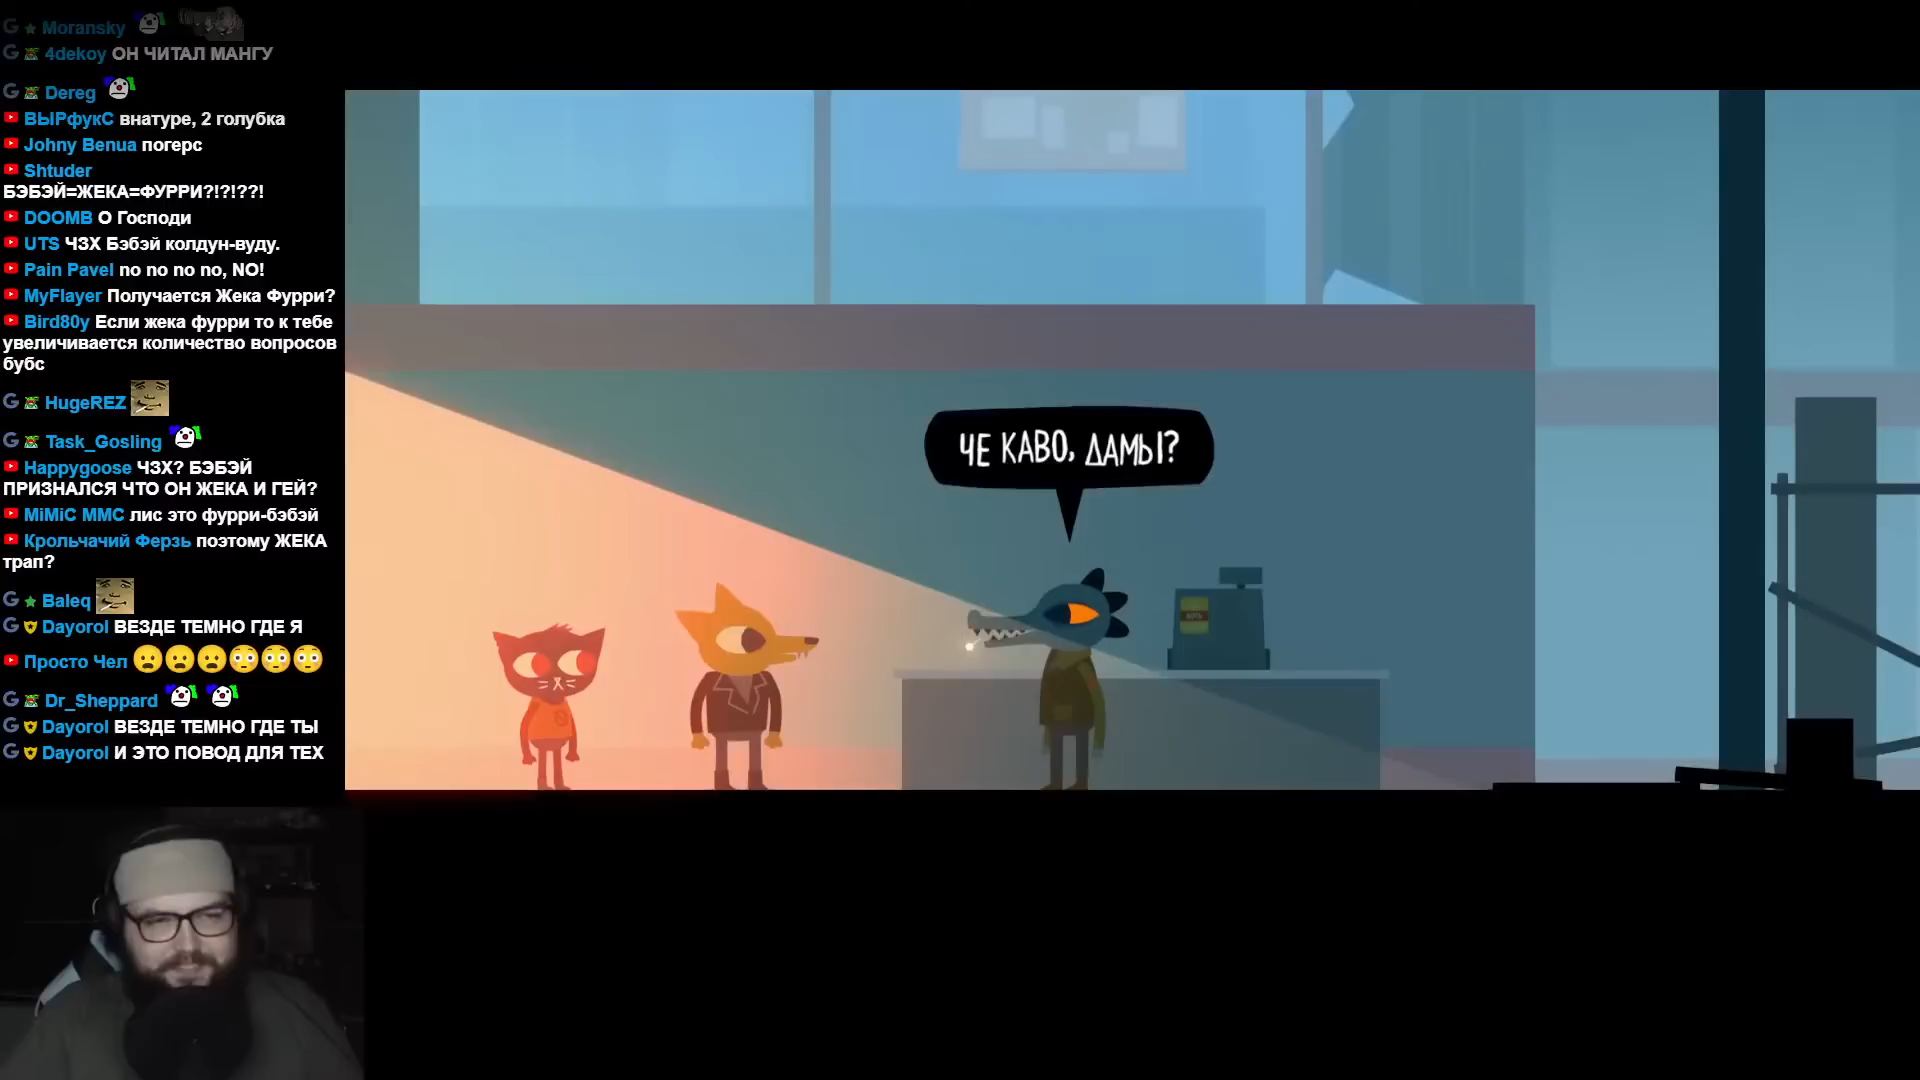 Moransky
4dekoy ОН ЧИТАЛ МАНГУ
Dereg
ВЫРфукС внатуре, 2 голубка
Johny Benua погерс
Shtuder
БЭБЭЙ=ЖЕКА=ФУРРИ?!?!??!
DOOMB О Господи
UTS ЧЗХ Бэбэй колдун-вуду.
Pain Pavel no no no no, NO!
MyFlayer Получается Жека Фурри?
Bird80y Если жека фурри то к тебе
увеличивается количество вопросов
бубс
HugeREZ
Task_Gosling
Happygoose ЧЗХ? БЭБЭЙ
ПРИЗНАЛСЯ ЧТО ОН ЖЕКА И ГЕЙ?
MiMiC MMC лис это фурри-бэбэй
Крольчачий Ферзь поэтому ЖЕКА
трап?
Baleq
Dayorol ВЕЗДЕ ТЕМНО ГДЕ Я
Просто Чел
Dr_Sheppard
Dayorol ВЕЗДЕ ТЕМНО ГДЕ ТЫ
Dayorol И ЭТО ПОВОД ДЛЯ ТЕХ
ЧЕ КАВО, ДАМЫ?